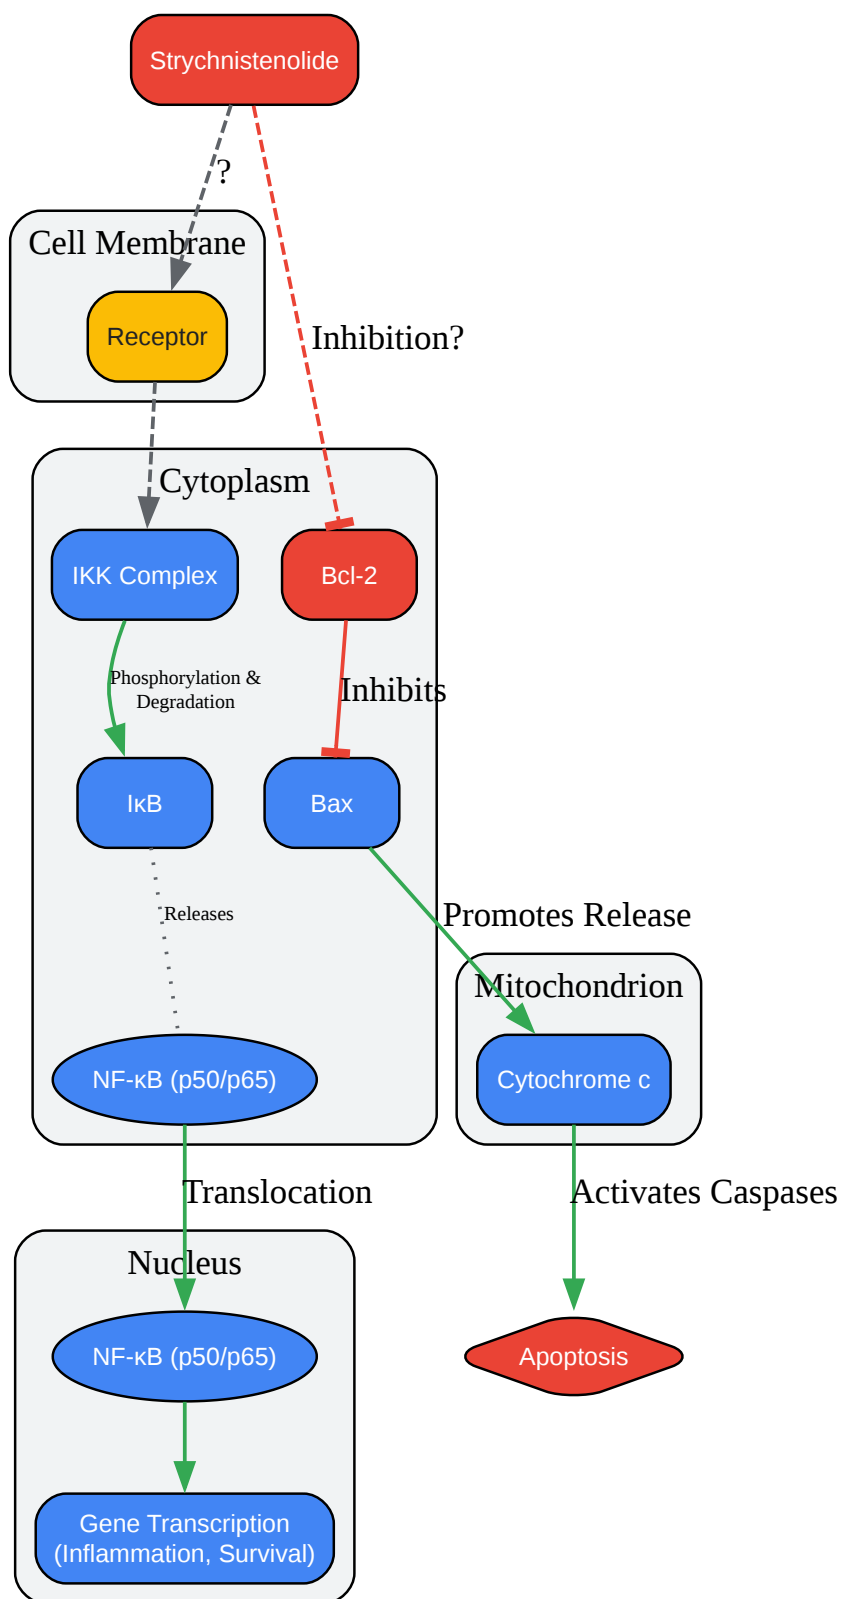 Strychnistenolide
?
Cell Membrane
Receptor
Inhibition?
Cytoplasm
IKK Complex
Bcl-2
Phosphorylation &
Degradation
Inhibits
IκB
Bax
Releases
Promotes Release
Mitochondrion
NF-κB (p50/p65)
Cytochrome c
Translocation
Activates Caspases
Nucleus
NF-κB (p50/p65)
Apoptosis
Gene Transcription
(Inflammation, Survival)